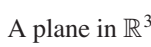 A plane in ℝ³